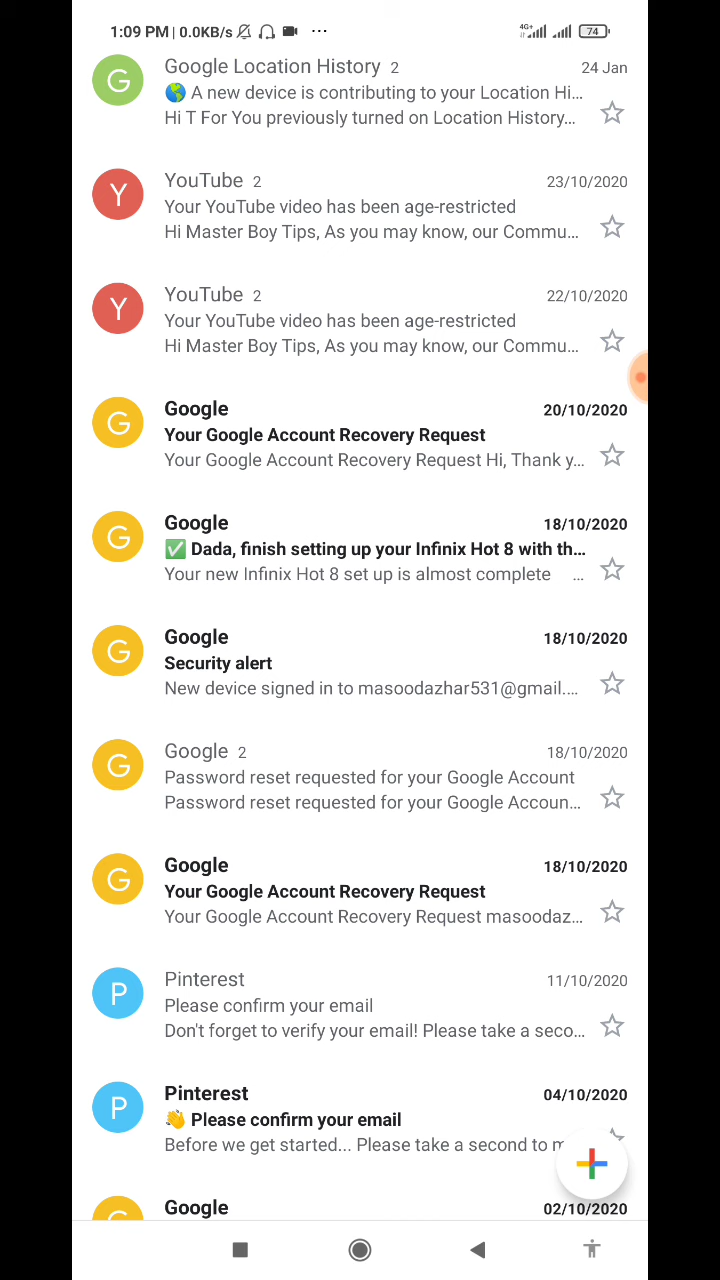 1:09 PM | 0.0KB/s ··· 4G+ 74
G Google Location History 2 24 Jan
🌎 A new device is contributing to your Location Hi...
Hi T For You previously turned on Location History...
Y YouTube 2 23/10/2020
Your YouTube video has been age-restricted
Hi Master Boy Tips, As you may know, our Commu...
Y YouTube 2 22/10/2020
Your YouTube video has been age-restricted
Hi Master Boy Tips, As you may know, our Commu...
G Google 20/10/2020
Your Google Account Recovery Request
Your Google Account Recovery Request Hi, Thank y...
G Google 18/10/2020
✅ Dada, finish setting up your Infinix Hot 8 with th...
Your new Infinix Hot 8 set up is almost complete ...
G Google 18/10/2020
Security alert
New device signed in to masoodazhar531@gmail....
G Google 2 18/10/2020
Password reset requested for your Google Account
Password reset requested for your Google Accoun...
G Google 18/10/2020
Your Google Account Recovery Request
Your Google Account Recovery Request masoodaz...
P Pinterest 11/10/2020
Please confirm your email
Don't forget to verify your email! Please take a seco...
P Pinterest 04/10/2020
👋 Please confirm your email
Before we get started... Please take a second to
G Google 02/10/2020